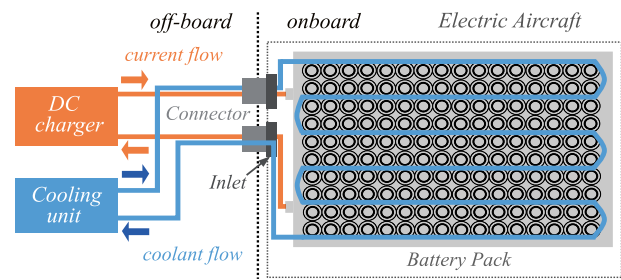 off-board
onboard
Electric Aircraft
current flow
DC
charger
Connector
Inlet
Cooling
unit
coolant flow
Battery Pack